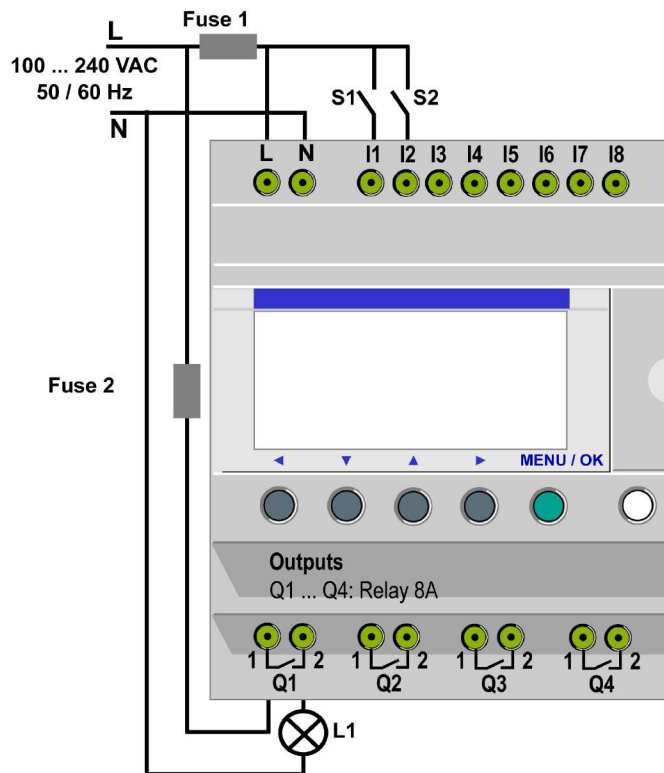 Fuse 1
L
100 ... 240 VAC
50 / 60 Hz
N
S1 S2
L N I1 I2 I3 I4 I5 I6 I7 I8
Fuse 2
◄ ▼ ▲ ► MENU / OK
Outputs
Q1 ... Q4: Relay 8A
1 2 1 2 1 2 1 2
Q1 Q2 Q3 Q4
L1